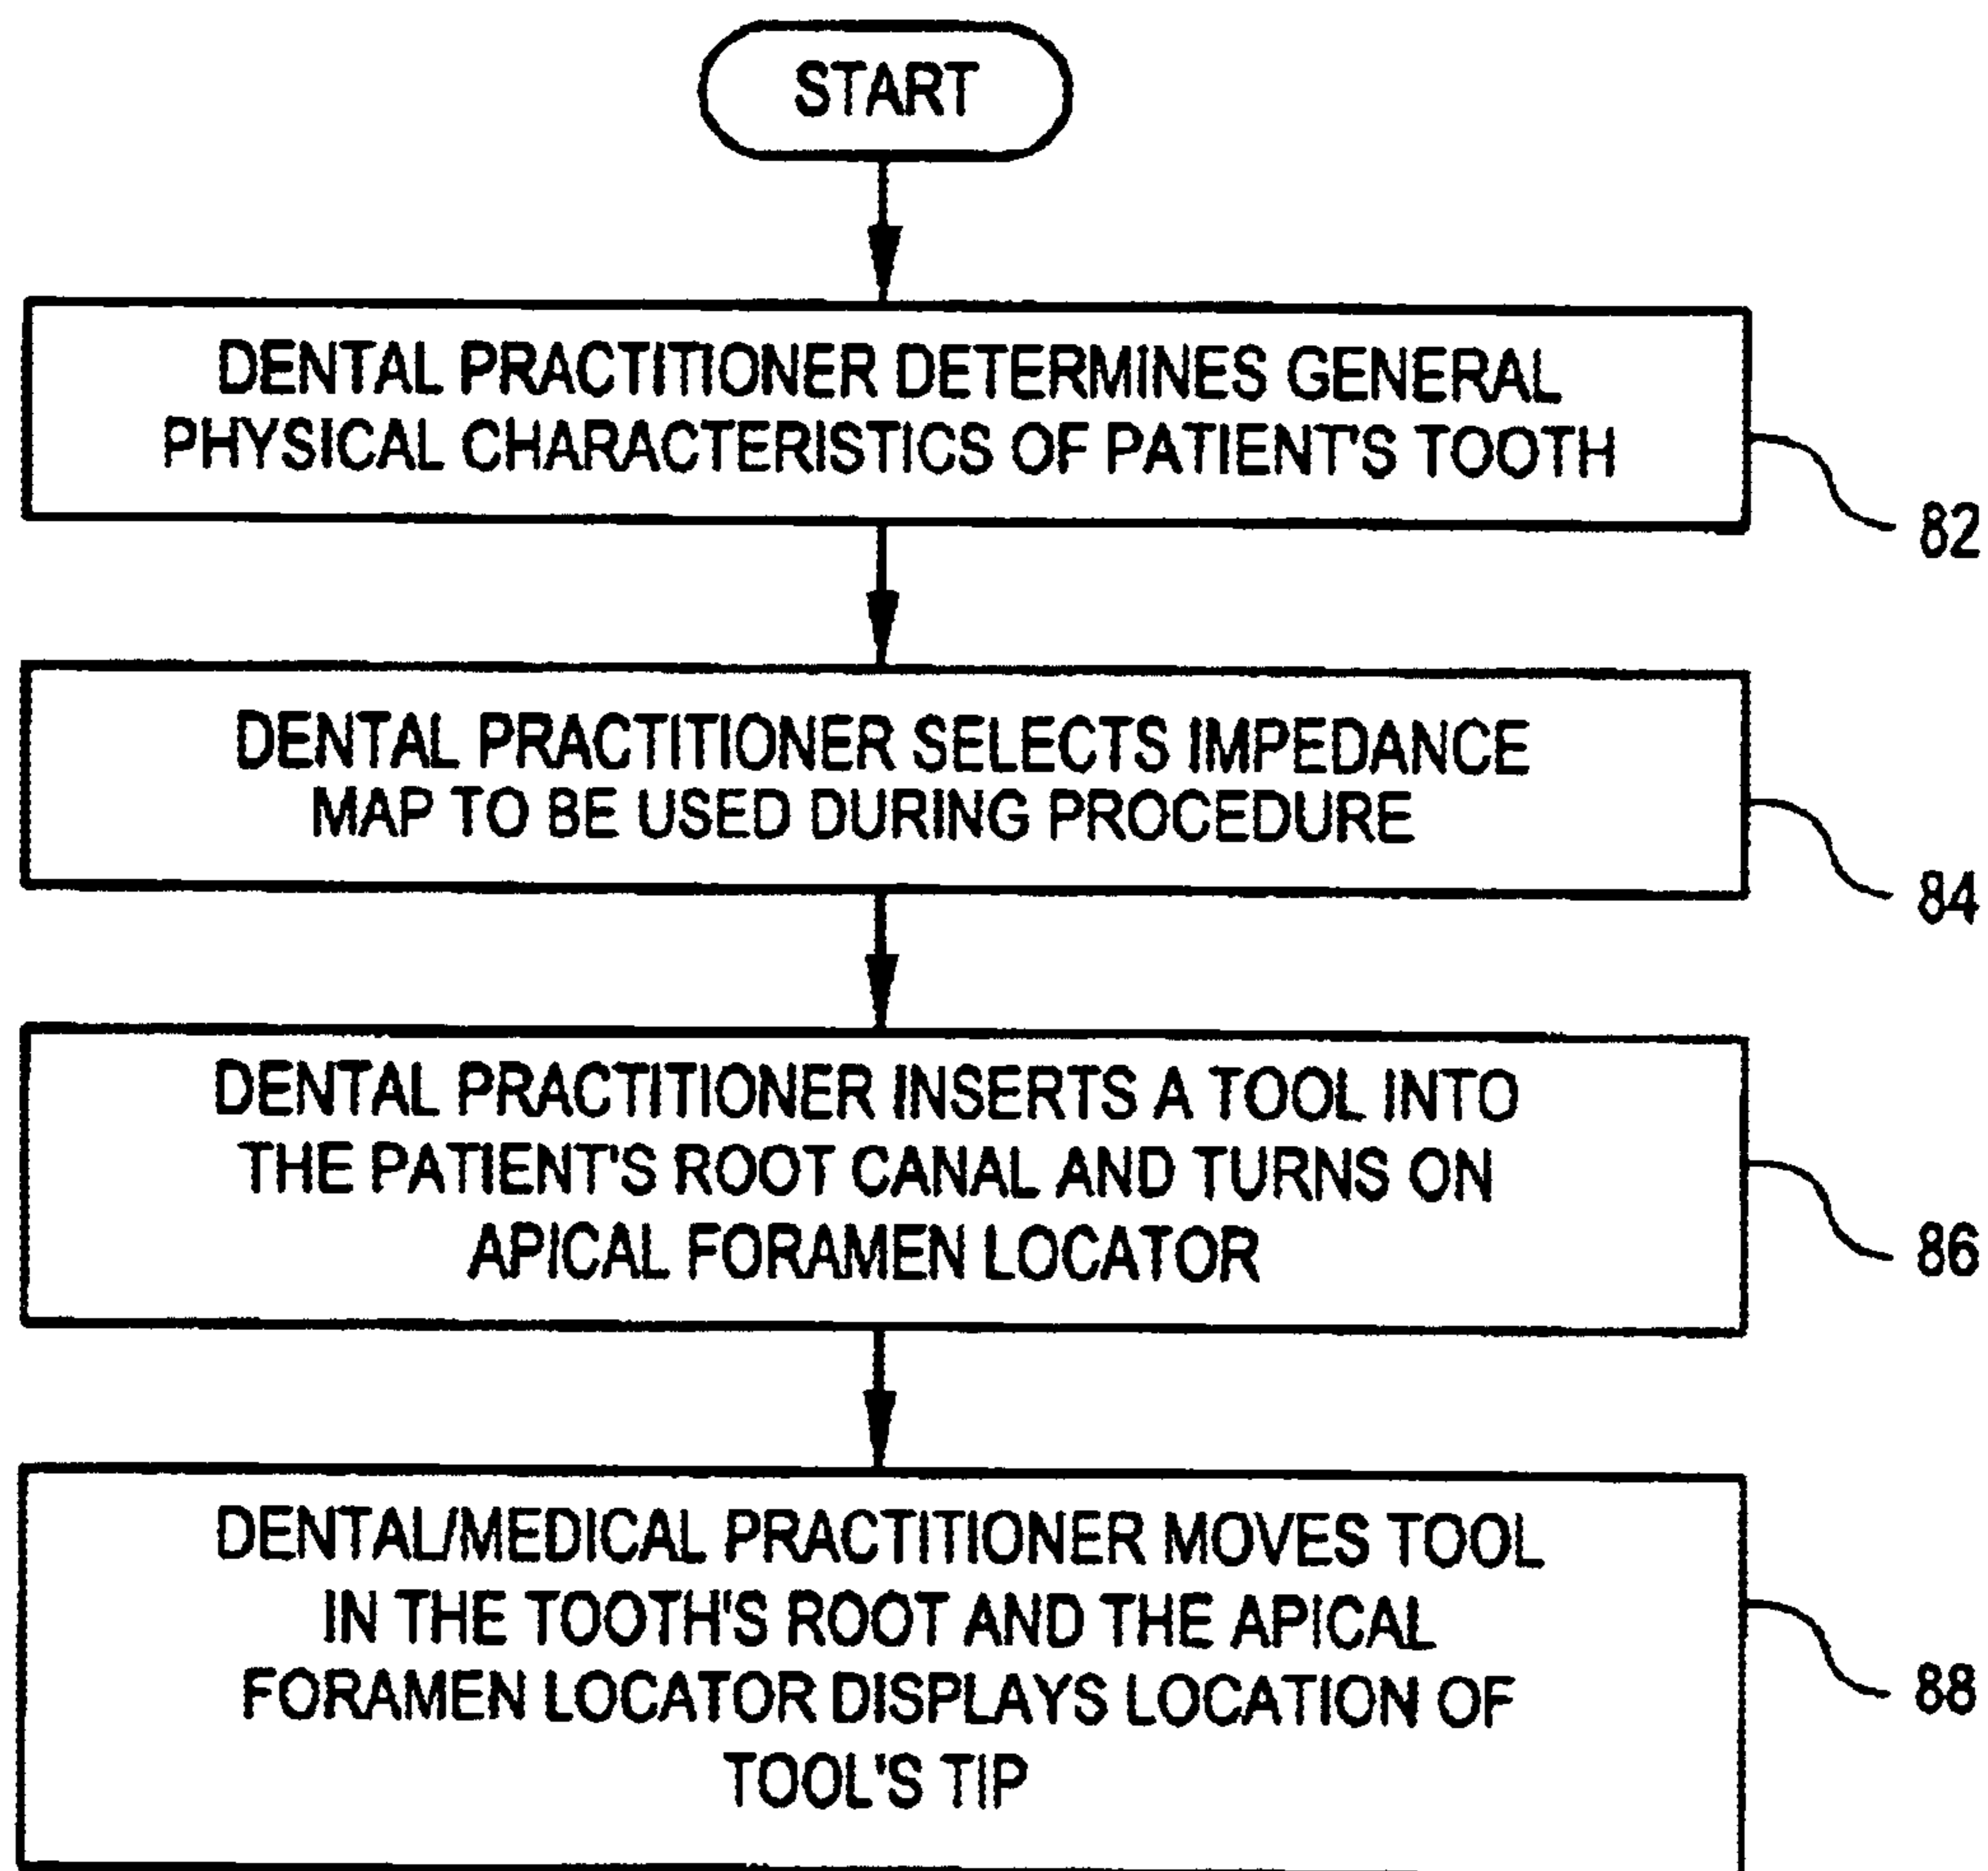 START
DENTAL PRACTITIONER DETERMINES GENERAL
PHYSICAL CHARACTERISTICS OF PATIENT'S TOOTH
82
DENTAL PRACTITIONER SELECTS IMPEDANCE
MAP TO BE USED DURING PROCEDURE
84
DENTAL PRACTITIONER INSERTS A TOOL INTO
THE PATIENT'S ROOT CANAL AND TURNS ON
APICAL FORAMEN LOCATOR
86
DENTAL/MEDICAL PRACTITIONER MOVES TOOL
IN THE TOOTH'S ROOT AND THE APICAL
FORAMEN LOCATOR DISPLAYS LOCATION OF
TOOL'S TIP
88